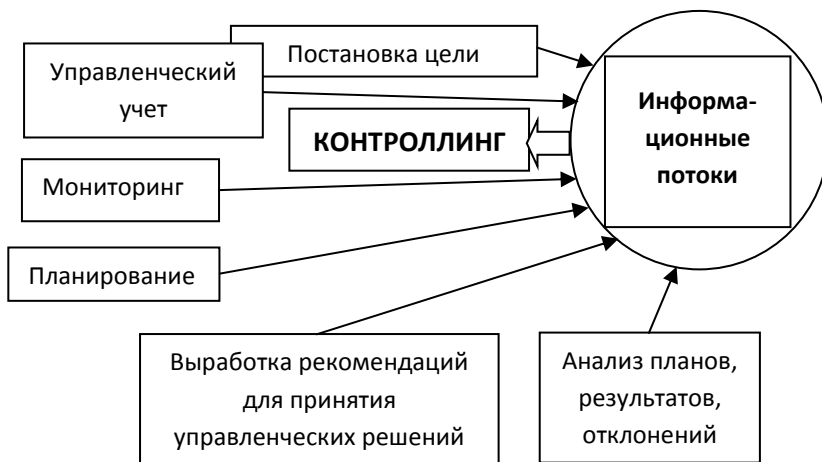 Постановка цели
Управленческий
учет
Информа-
ционные
потоки
КОНТРОЛЛИНГ
Мониторинг
Планирование
Выработка рекомендаций
для принятия
управленческих решений
Анализ планов,
результатов,
отклонений